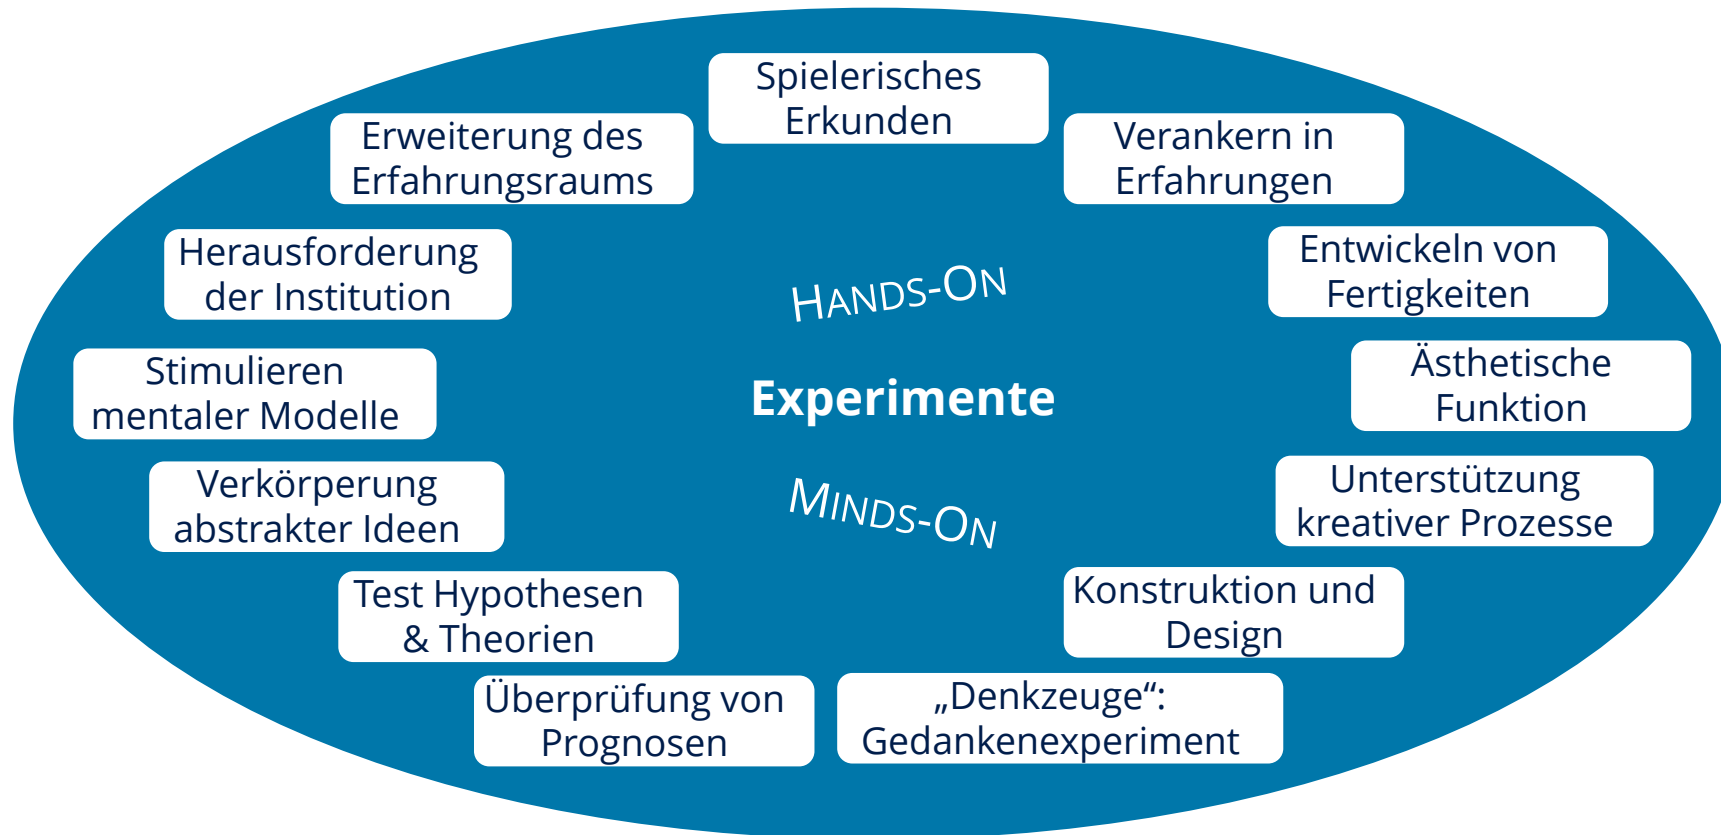 Spielerisches
Erkunden
Erweiterung des
Erfahrungsraums
Verankern in
Erfahrungen
Herausforderung
der Institution
Entwickeln von
Fertigkeiten
HANDS-ON
Stimulieren
mentaler Modelle
Experimente
Ästhetische
Funktion
Verkörperung
abstrakter Ideen
MINDS-ON
Unterstützung
kreativer Prozesse
Test Hypothesen
& Theorien
Konstruktion und
Design
Überprüfung von
Prognosen
„Denkzeuge“:
Gedankenexperiment